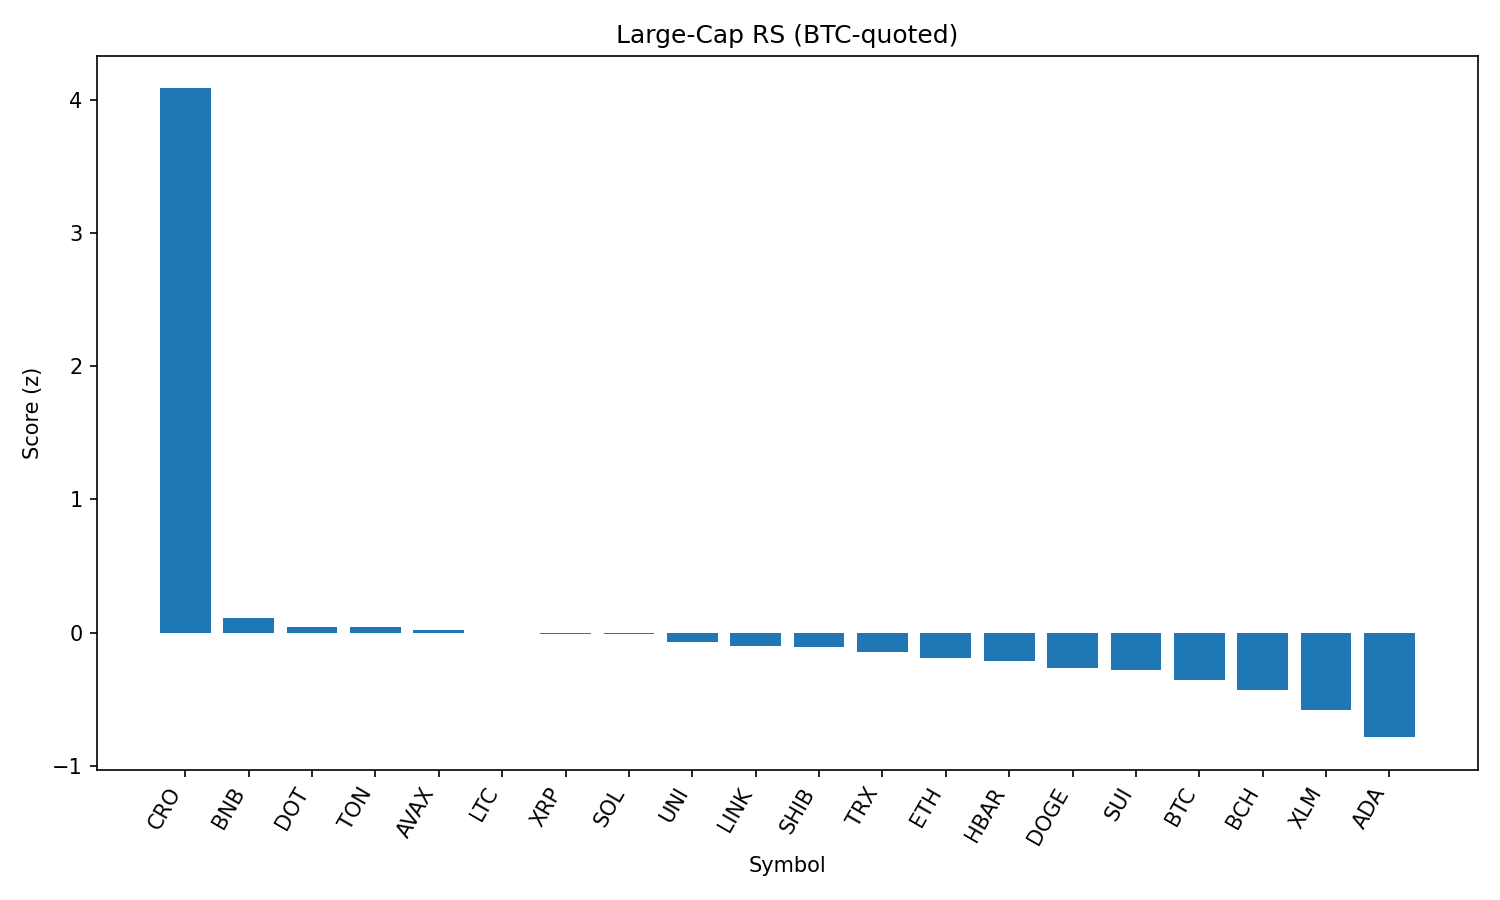 Large-Cap RS (BTC-quoted)
Score (z)
4
3
2
1
0
−1
CRO
BNB
DOT
TON
AVAX
LTC
XRP
SOL
UNI
LINK
SHIB
TRX
ETH
HBAR
DOGE
SUI
BTC
BCH
XLM
ADA
Symbol